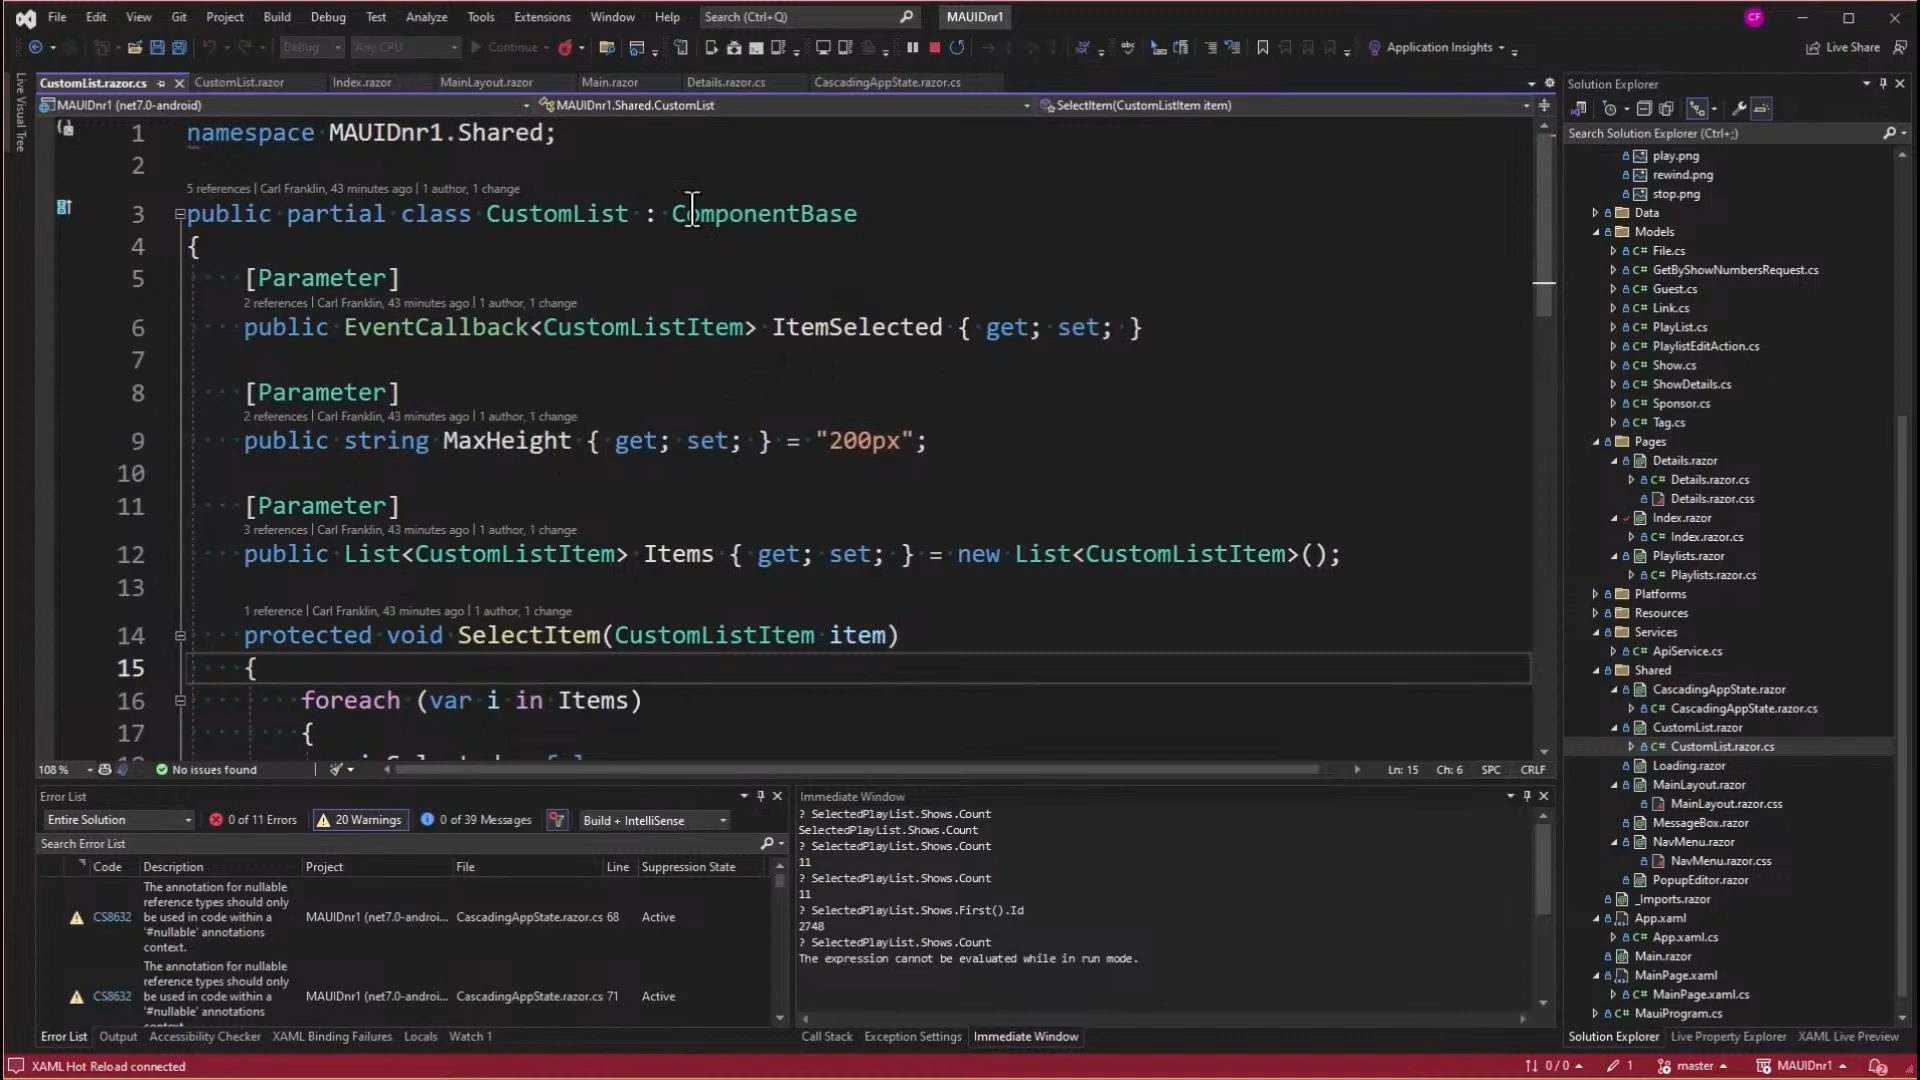 File Edit View Git Project Build Debug Test Analyze Tools Extensions Window Help Search (Ctrl+Q) MAUIDnr1 CF
Debug Any CPU Continue Application Insights Live Share
Live Visual Tree
CustomList.razor.cs CustomList.razor Index.razor MainLayout.razor Main.razor Details.razor.cs CascadingAppState.razor.cs
MAUIDnr1 (net7.0-android) MAUIDnr1.Shared.CustomList SelectItem(CustomListItem item)
1 namespace MAUIDnr1.Shared;
2
5 references | Carl Franklin, 43 minutes ago | 1 author, 1 change
3 public partial class CustomList : ComponentBase
4 {
5 [Parameter]
2 references | Carl Franklin, 43 minutes ago | 1 author, 1 change
6 public EventCallback<CustomListItem> ItemSelected { get; set; }
7
8 [Parameter]
2 references | Carl Franklin, 43 minutes ago | 1 author, 1 change
9 public string MaxHeight { get; set; } = "200px";
10
11 [Parameter]
3 references | Carl Franklin, 43 minutes ago | 1 author, 1 change
12 public List<CustomListItem> Items { get; set; } = new List<CustomListItem>();
13
1 reference | Carl Franklin, 43 minutes ago | 1 author, 1 change
14 protected void SelectItem(CustomListItem item)
15 {
16 foreach (var i in Items)
17 {
108 % No issues found Ln: 15 Ch: 6 SPC CRLF
Error List
Entire Solution 0 of 11 Errors 20 Warnings 0 of 39 Messages Build + IntelliSense
Search Error List
Code Description Project File Line Suppression State
The annotation for nullable
reference types should only
CS8632 be used in code within a MAUIDnr1 (net7.0-androi... CascadingAppState.razor.cs 68 Active
'#nullable' annotations
context.
The annotation for nullable
reference types should only
CS8632 be used in code within a MAUIDnr1 (net7.0-androi... CascadingAppState.razor.cs 71 Active
'#nullable' annotations
Error List Output Accessibility Checker XAML Binding Failures Locals Watch 1
Immediate Window
? SelectedPlayList.Shows.Count
SelectedPlayList.Shows.Count
? SelectedPlayList.Shows.Count
11
? SelectedPlayList.Shows.Count
11
? SelectedPlayList.Shows.First().Id
2748
? SelectedPlayList.Shows.Count
The expression cannot be evaluated while in run mode.
Call Stack Exception Settings Immediate Window
Solution Explorer
Search Solution Explorer (Ctrl+;)
play.png
rewind.png
stop.png
Data
Models
C# File.cs
C# GetByShowNumbersRequest.cs
C# Guest.cs
C# Link.cs
C# PlayList.cs
C# PlaylistEditAction.cs
C# Show.cs
C# ShowDetails.cs
C# Sponsor.cs
C# Tag.cs
Pages
Details.razor
C# Details.razor.cs
Details.razor.css
Index.razor
C# Index.razor.cs
Playlists.razor
C# Playlists.razor.cs
Platforms
Resources
Services
C# ApiService.cs
Shared
CascadingAppState.razor
C# CascadingAppState.razor.cs
CustomList.razor
C# CustomList.razor.cs
Loading.razor
MainLayout.razor
MainLayout.razor.css
MessageBox.razor
NavMenu.razor
NavMenu.razor.css
PopupEditor.razor
_Imports.razor
App.xaml
C# App.xaml.cs
Main.razor
MainPage.xaml
C# MainPage.xaml.cs
C# MauiProgram.cs
Solution Explorer Live Property Explorer XAML Live Preview
XAML Hot Reload connected 0 / 0 1 master MAUIDnr1 2